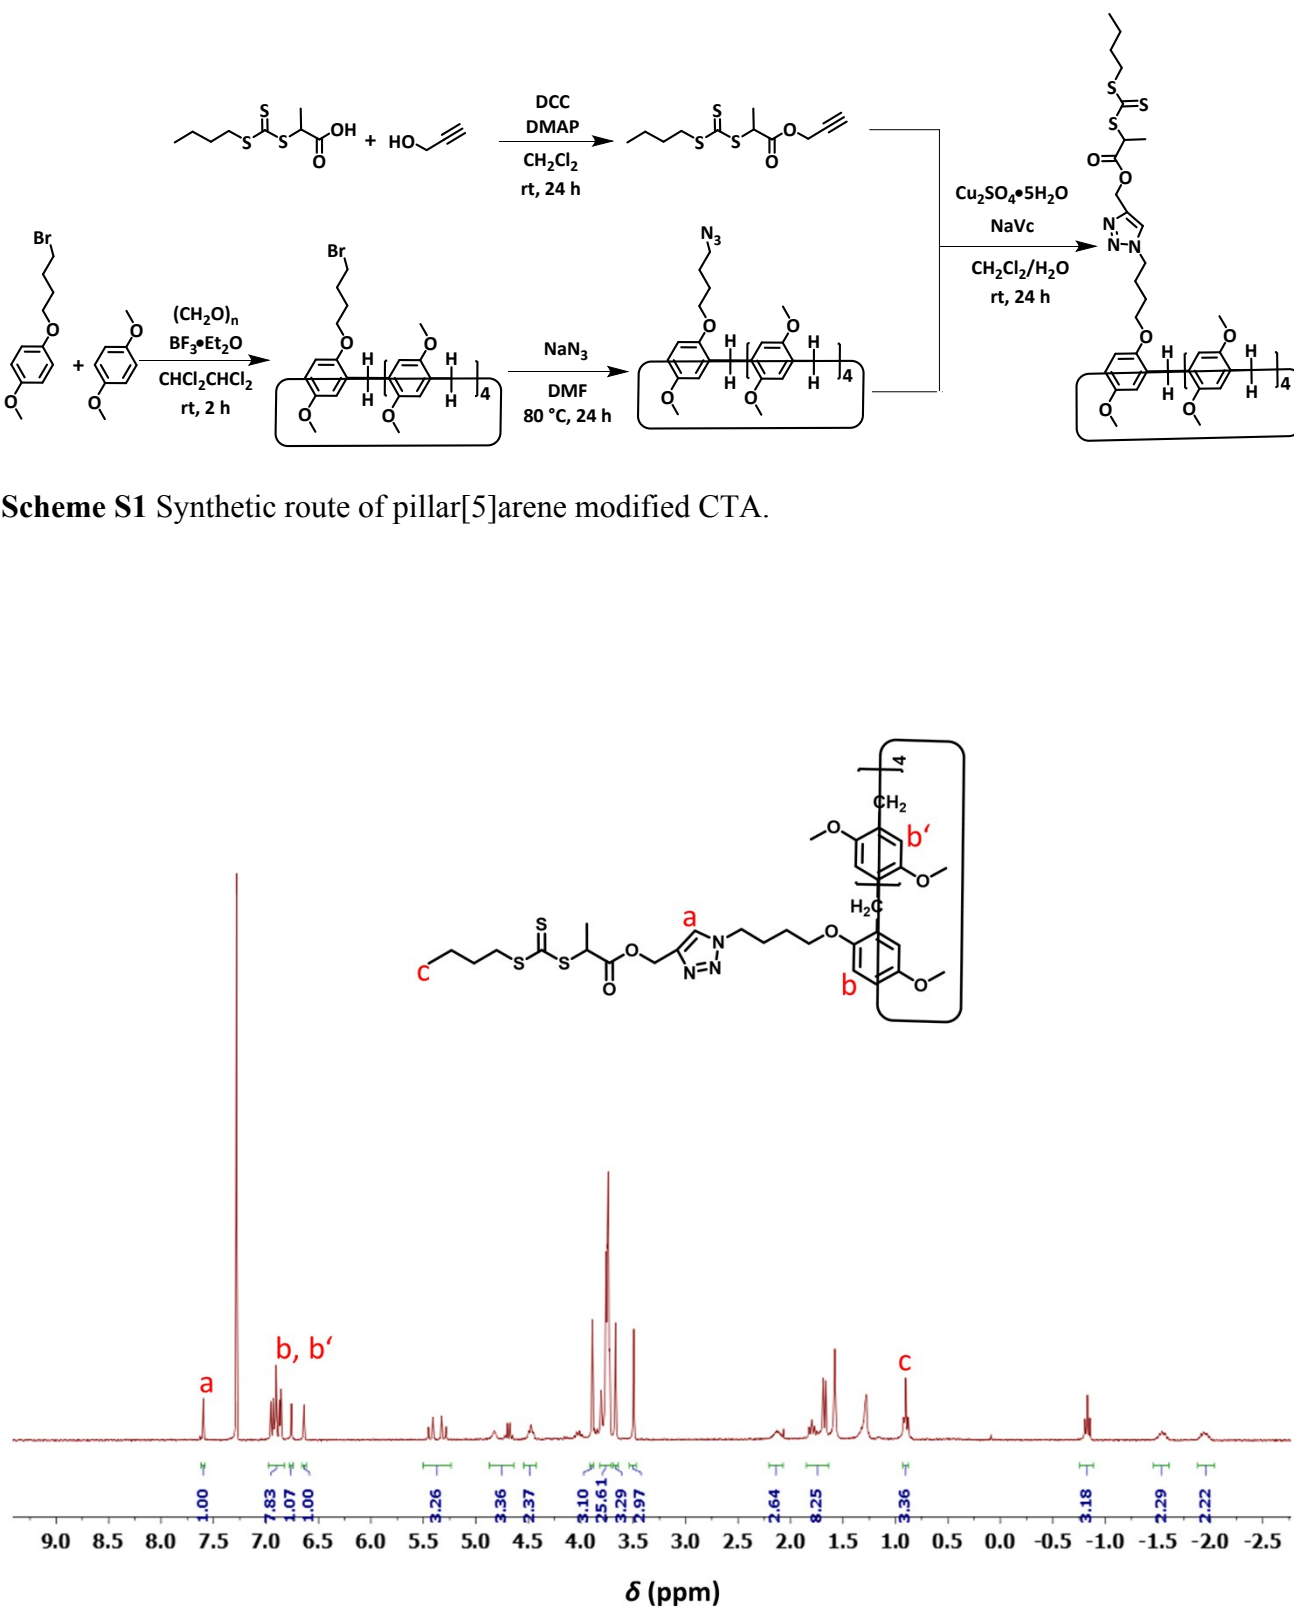 S
S
S
OH
O
+
HO
DCC
DMAP
CH2Cl2
rt, 24 h
S
S
S
O
O
Br
O
O
+
O
O
(CH2O)n
BF3•Et2O
CHCl2CHCl2
rt, 2 h
Br
O
O
H
H
O
O
H
H
4
NaN3
DMF
80 °C, 24 h
N3
O
O
H
H
O
O
H
H
4
Cu2SO4•5H2O
NaVc
CH2Cl2/H2O
rt, 24 h
S
S
S
O
O
N
N
N
O
O
H
H
O
O
H
H
4
Scheme S1 Synthetic route of pillar[5]arene modified CTA.
4
CH2
O
b‘
O
H2C
a
S
S
S
O
O
N
N
N
O
c
b
O
a
b, b‘
c
1.00
7.83
1.07
1.00
3.26
3.36
2.37
3.10
25.61
3.29
2.97
2.64
8.25
3.36
3.18
2.29
2.22
9.0 8.5 8.0 7.5 7.0 6.5 6.0 5.5 5.0 4.5 4.0 3.5 3.0 2.5 2.0 1.5 1.0 0.5 0.0 -0.5 -1.0 -1.5 -2.0 -2.5
δ (ppm)